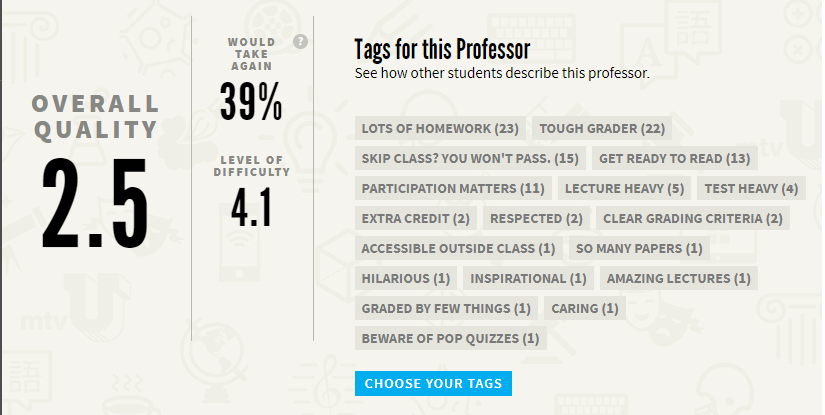 OVERALL
QUALITY
2.5
WOULD
TAKE
AGAIN
?
39%
LEVEL OF
DIFFICULTY
4.1
Tags for this Professor
See how other students describe this professor.
LOTS OF HOMEWORK (23) TOUGH GRADER (22)
SKIP CLASS? YOU WON'T PASS. (15) GET READY TO READ (13)
PARTICIPATION MATTERS (11) LECTURE HEAVY (5) TEST HEAVY (4)
EXTRA CREDIT (2) RESPECTED (2) CLEAR GRADING CRITERIA (2)
ACCESSIBLE OUTSIDE CLASS (1) SO MANY PAPERS (1)
HILARIOUS (1) INSPIRATIONAL (1) AMAZING LECTURES (1)
GRADED BY FEW THINGS (1) CARING (1)
BEWARE OF POP QUIZZES (1)
CHOOSE YOUR TAGS
mtvU
mtvU
語
語